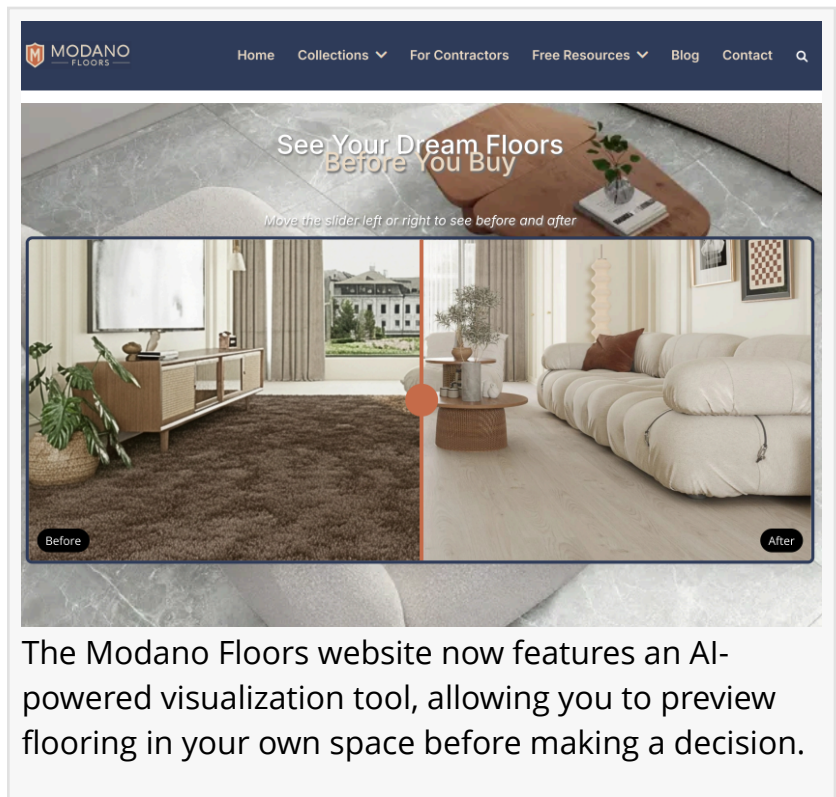 MODANO
FLOORS
Home Collections For Contractors Free Resources Blog Contact
See Your Dream Floors
Before You Buy
Move the slider left or right to see before and after
Before
After
The Modano Floors website now features an AI-
powered visualization tool, allowing you to preview
flooring in your own space before making a decision.